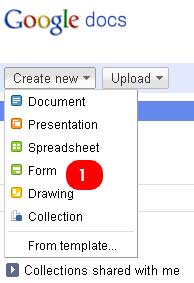 Google docs
Create new Upload
Document
Presentation
Spreadsheet
Form 1
Drawing
Collection
From template...
Collections shared with me